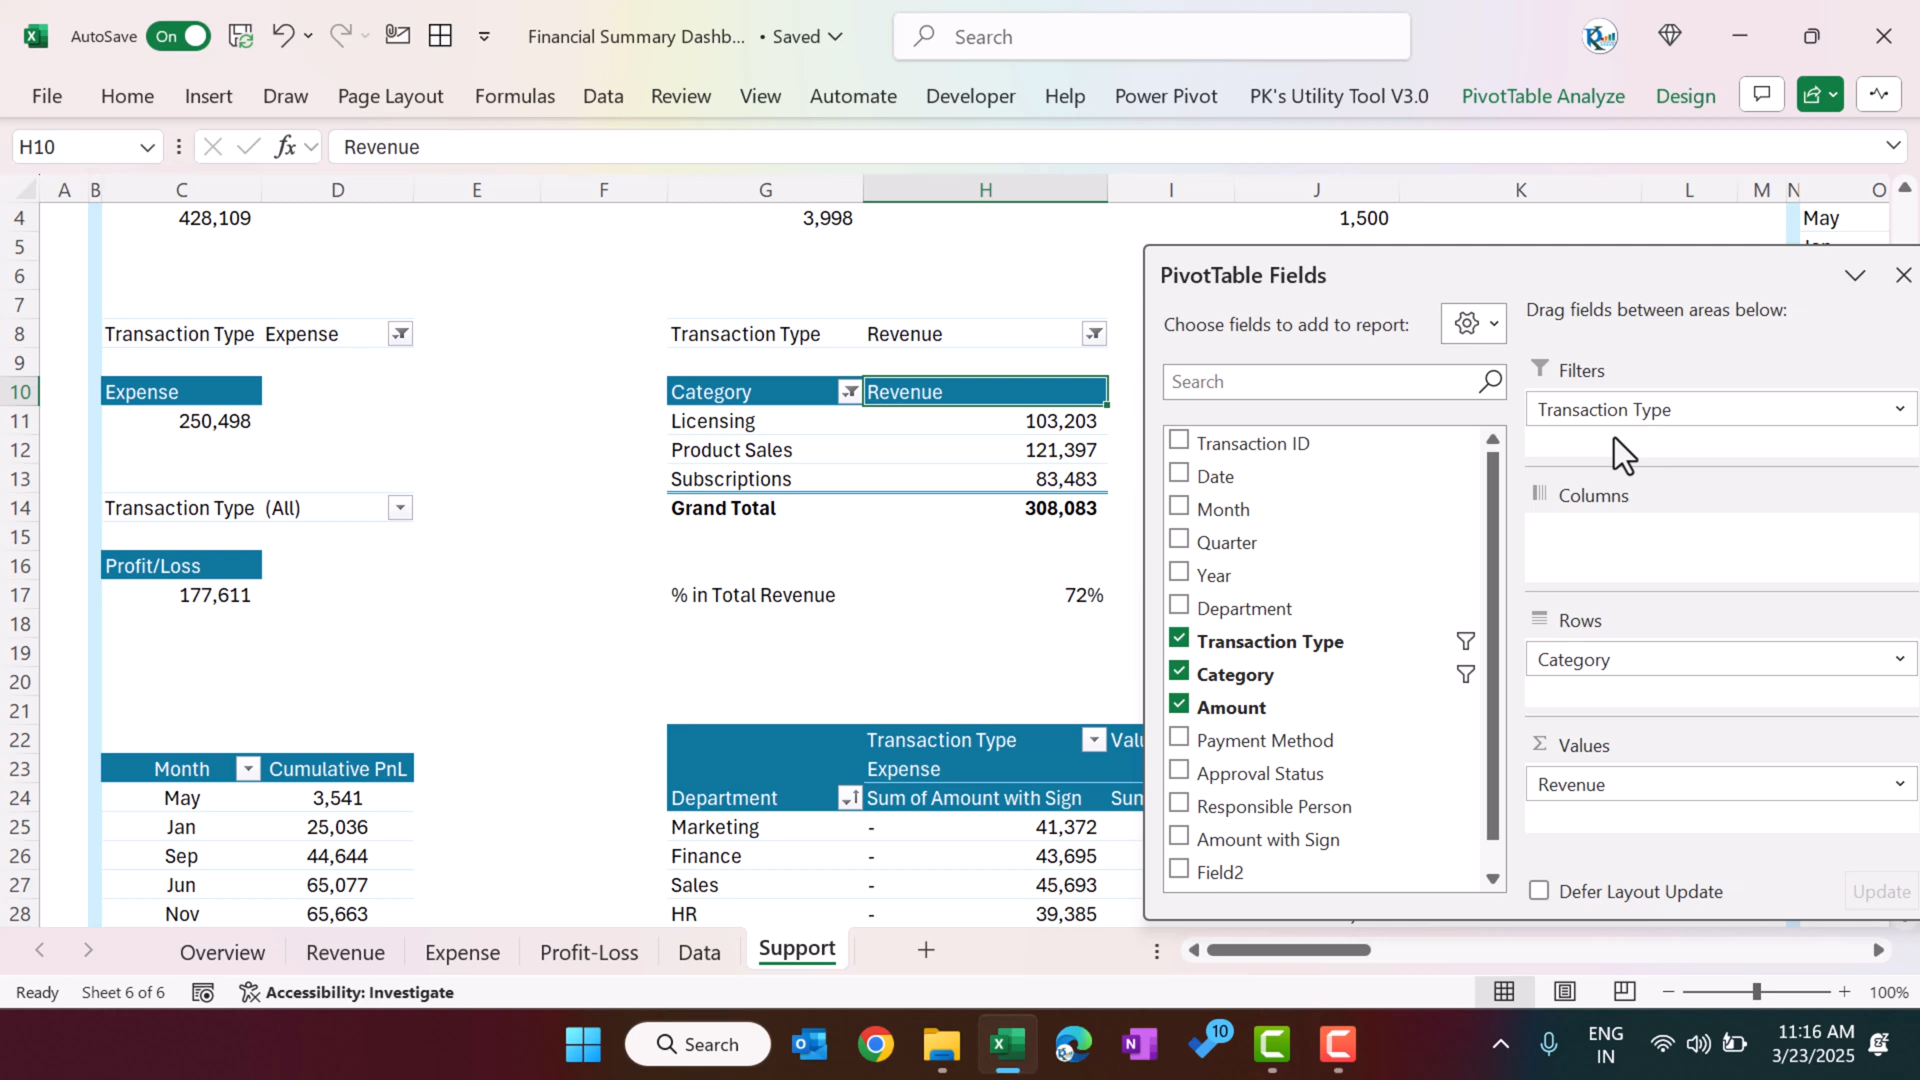 AutoSave On Financial Summary Dashb... • Saved Search
File Home Insert Draw Page Layout Formulas Data Review View Automate Developer Help Power Pivot PK's Utility Tool V3.0 PivotTable Analyze Design
H10 fx Revenue
A B C D E F G H I J K L M N O
4 428,109 3,998 1,500 May
5
6
7
8 Transaction Type Expense Transaction Type Revenue
9
10 Expense Category Revenue
11 250,498 Licensing 103,203
12 Product Sales 121,397
13 Subscriptions 83,483
14 Transaction Type (All) Grand Total 308,083
15
16 Profit/Loss
17 177,611 % in Total Revenue 72%
18
19
20
21
22 Transaction Type
23 Month Cumulative PnL Expense
24 May 3,541 Department Sum of Amount with Sign
25 Jan 25,036 Marketing - 41,372
26 Sep 44,644 Finance - 43,695
27 Jun 65,077 Sales - 45,693
28 Nov 65,663 HR - 39,385
PivotTable Fields
Choose fields to add to report:
Search
Transaction ID
Date
Month
Quarter
Year
Department
Transaction Type
Category
Amount
Payment Method
Approval Status
Responsible Person
Amount with Sign
Field2
Drag fields between areas below:
Filters
Transaction Type
Columns
Rows
Category
Σ Values
Revenue
Defer Layout Update Update
Overview Revenue Expense Profit-Loss Data Support
Ready Sheet 6 of 6 Accessibility: Investigate 100%
Search 10 ENG IN 11:16 AM 3/23/2025